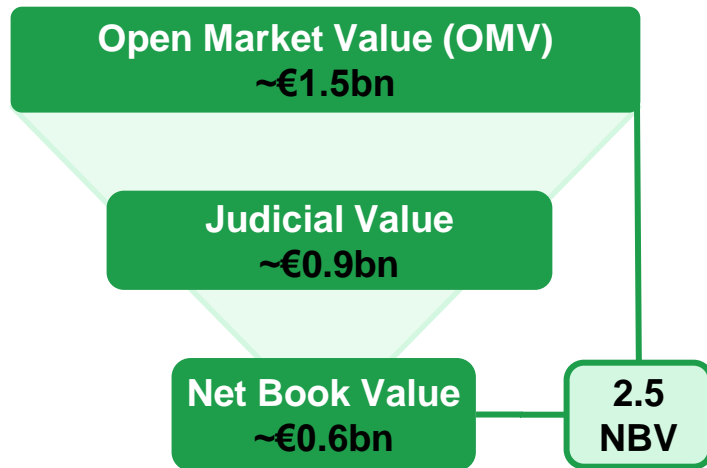 Open Market Value (OMV)
~€1.5bn
Judicial Value
~€0.9bn
Net Book Value
~€0.6bn
2.5
NBV